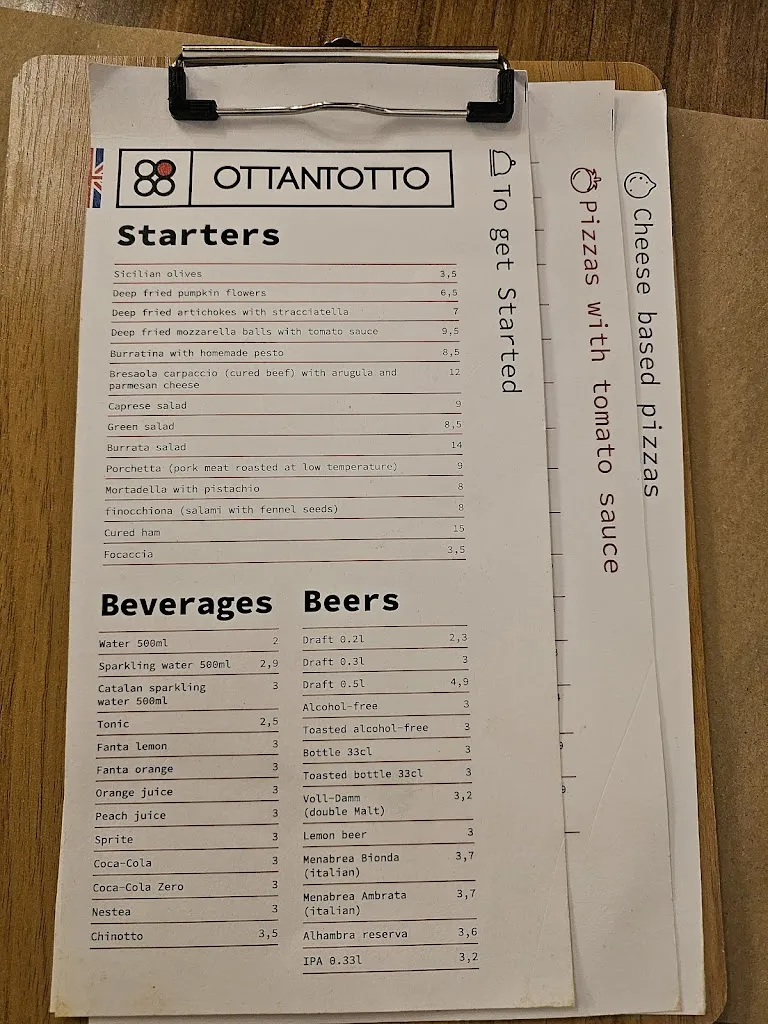 OTTANTOTTO
Starters
Sicilian olives 3,5
Deep fried pumpkin flowers 6,5
Deep fried artichokes with stracciatella 7
Deep fried mozzarella balls with tomato sauce 9,5
Burratina with homemade pesto 8,5
Bresaola carpaccio (cured beef) with arugula and 12
parmesan cheese
Caprese salad 9
Green salad 8,5
Burrata salad 14
Porchetta (pork meat roasted at low temperature) 9
Mortadella with pistachio 8
finocchiona (salami with fennel seeds) 8
Cured ham 15
Focaccia 3,5
Beverages
Water 500ml 2
Sparkling water 500ml 2,9
Catalan sparkling 3
water 500ml
Tonic 2,5
Fanta lemon 3
Fanta orange 3
Orange juice 3
Peach juice 3
Sprite 3
Coca-Cola 3
Coca-Cola Zero 3
Nestea 3
Chinotto 3,5
Beers
Draft 0.2l 2,3
Draft 0.3l 3
Draft 0.5l 4,9
Alcohol-free 3
Toasted alcohol-free 3
Bottle 33cl 3
Toasted bottle 33cl 3
Voll-Damm 3,2
(double Malt)
Lemon beer 3
Menabrea Bionda 3,7
(italian)
Menabrea Ambrata 3,7
(italian)
Alhambra reserva 3,6
IPA 0.33l 3,2
To get Started
Pizzas with tomato sauce
Cheese based pizzas